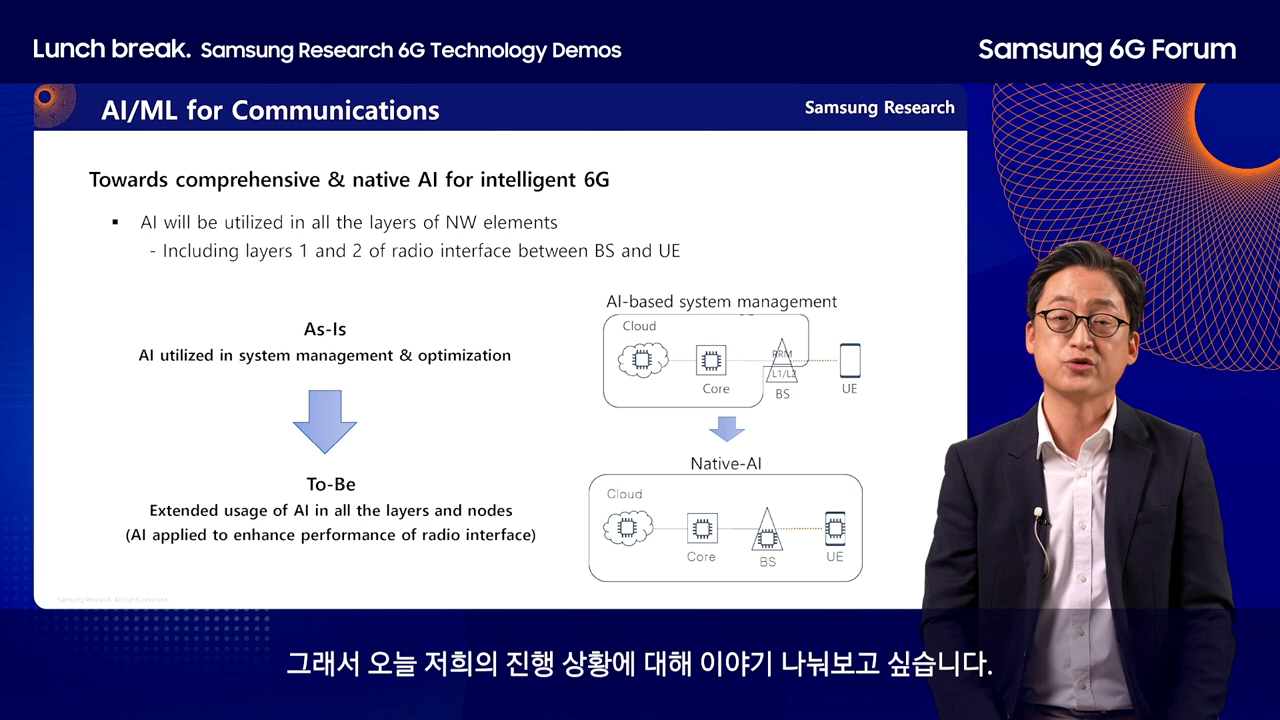 Lunch break. Samsung Research 6G Technology Demos
Samsung 6G Forum
AI/ML for Communications
Samsung Research
Towards comprehensive & native AI for intelligent 6G
▪ AI will be utilized in all the layers of NW elements
- Including layers 1 and 2 of radio interface between BS and UE
As-Is
AI utilized in system management & optimization
To-Be
Extended usage of AI in all the layers and nodes
(AI applied to enhance performance of radio interface)
AI-based system management
Cloud
RRM
L1/L2
Core
BS
UE
Native-AI
Cloud
Core
BS
UE
Samsung Research. All rights reserved.
그래서 오늘 저희의 진행 상황에 대해 이야기 나눠보고 싶습니다.